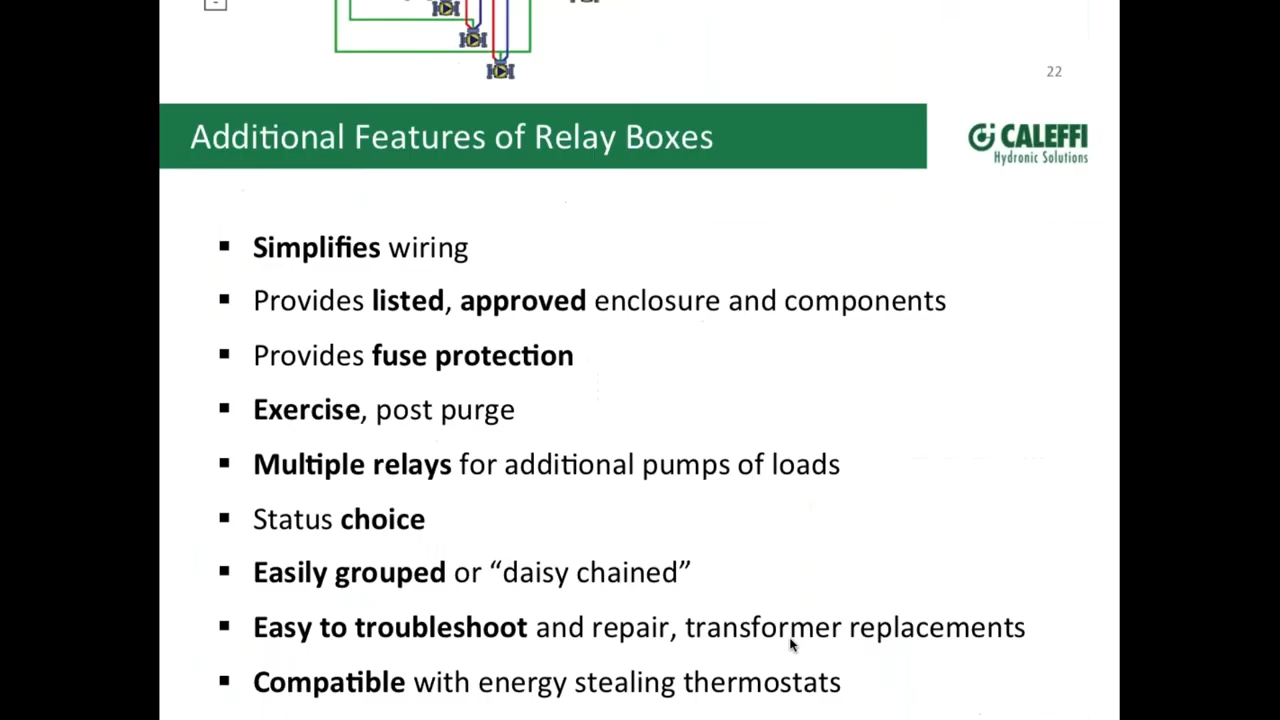 22
Additional Features of Relay Boxes
CALEFFI
Hydronic Solutions
▪ Simplifies wiring
▪ Provides listed, approved enclosure and components
▪ Provides fuse protection
▪ Exercise, post purge
▪ Multiple relays for additional pumps of loads
▪ Status choice
▪ Easily grouped or “daisy chained”
▪ Easy to troubleshoot and repair, transformer replacements
▪ Compatible with energy stealing thermostats